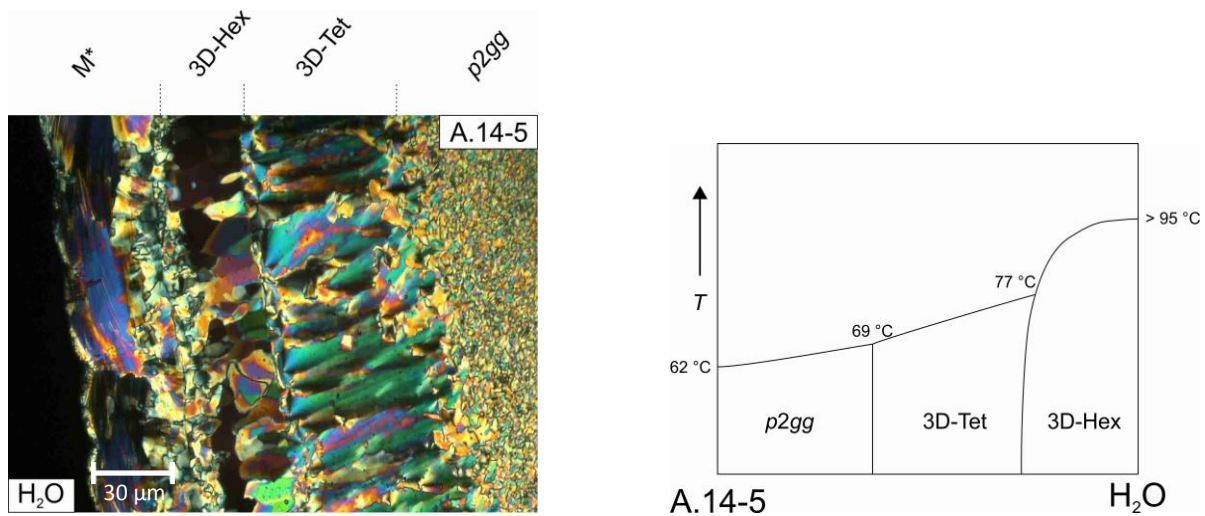 M*
3D-Hex
3D-Tet
p2gg
A.14-5
H₂O
30 µm
T
62 °C
69 °C
77 °C
> 95 °C
p2gg
3D-Tet
3D-Hex
A.14-5
H₂O